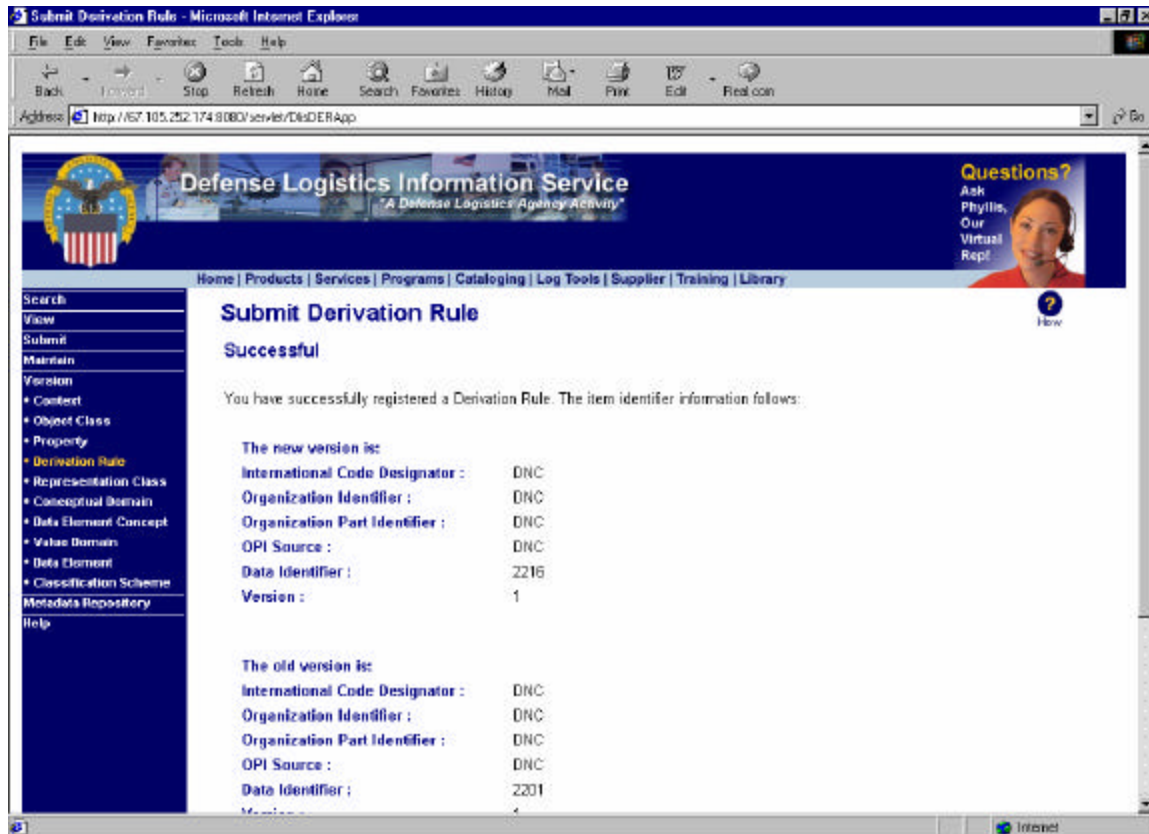 Submit Derivation Rule - Microsoft Internet Explorer
File Edit View Favorites Tools Help
Back Forward Stop Refresh Home Search Favorites History Mail Print Edit Real.com
Address http://67.105.252.174:8080/servlet/DlisDERApp Go
Defense Logistics Information Service
"A Defense Logistics Agency Activity"
Questions?
Ask
Phyllis,
Our
Virtual
Rep!
Home | Products | Services | Programs | Cataloging | Log Tools | Supplier | Training | Library
Search
View
Submit
Maintain
Version
• Context
• Object Class
• Property
• Derivation Rule
• Representation Class
• Conceptual Domain
• Data Element Concept
• Value Domain
• Data Element
• Classification Scheme
Metadata Repository
Help
Submit Derivation Rule
?
How
Successful
You have successfully registered a Derivation Rule. The item identifier information follows:
The new version is:
International Code Designator : DNC
Organization Identifier : DNC
Organization Part Identifier : DNC
OPI Source : DNC
Data Identifier : 2216
Version : 1
The old version is:
International Code Designator : DNC
Organization Identifier : DNC
Organization Part Identifier : DNC
OPI Source : DNC
Data Identifier : 2201
Version : 1
Internet